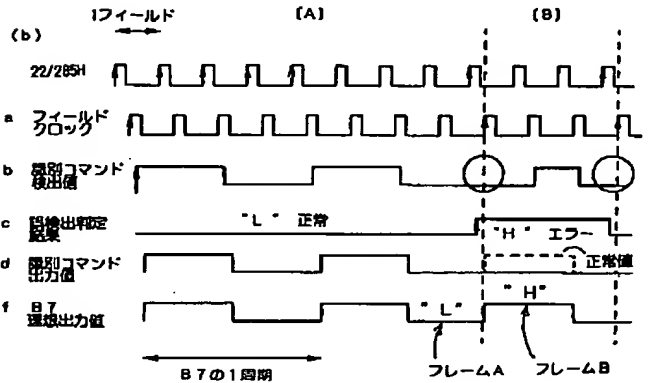 1フィールド
[A]
[B]
(b)
22/285H
a フィールド
クロック
b 識別コマンド
検出値
c 誤検出判定
結果
"L" 正常
"H" エラー
d 識別コマンド
出力値
正常値
f B7
理想出力値
"L"
"H"
B7の1周期
フレームA
フレームB